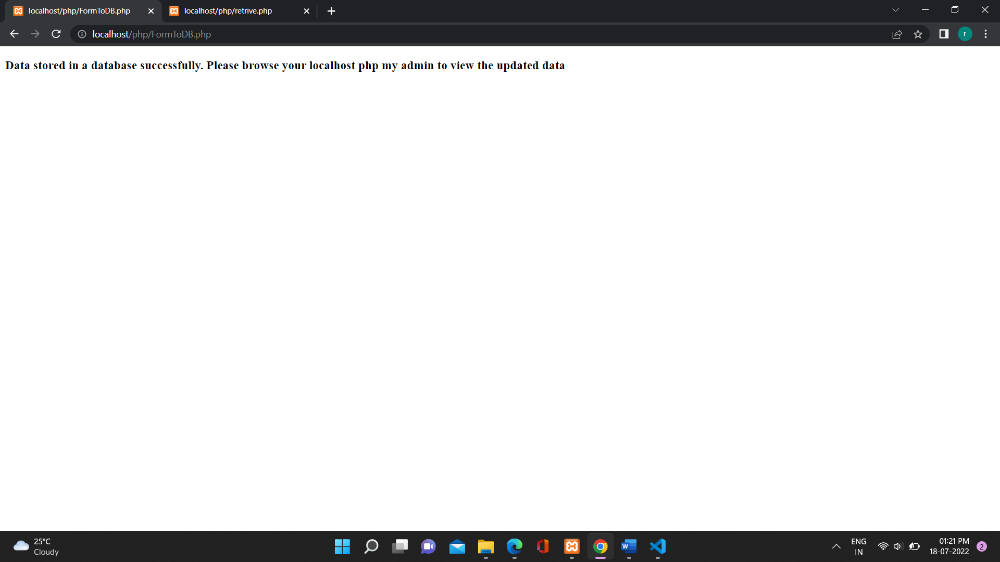 localhost/php/FormToDB.php
localhost/php/retrive.php
localhost/php/FormToDB.php
r
Data stored in a database successfully. Please browse your localhost php my admin to view the updated data
25°C
Cloudy
W
ENG
IN
01:21 PM
18-07-2022
2